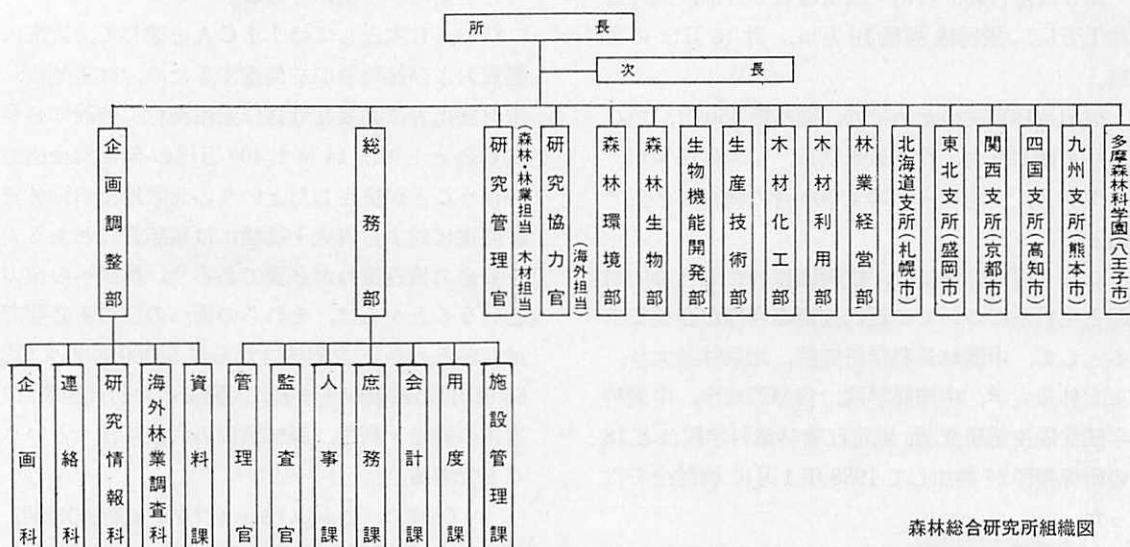 所長
次長
企画調整部
総務部
研究管理官
森林・林業担当 木材担当
研究協力官
(海外担当)
森林環境部
森林生物部
生物機能開発部
生産技術部
木材化工部
木材利用部
林業経営部
北海道支所(札幌市)
東北支所(盛岡市)
関西支所(京都市)
四国支所(高知市)
九州支所(熊本市)
多摩森林科学園(八王子市)
企画科
連絡科
研究情報科
海外林業調査科
資料課
管理官
監査官
人事課
庶務課
会計課
用度課
施設管理課
森林総合研究所組織図